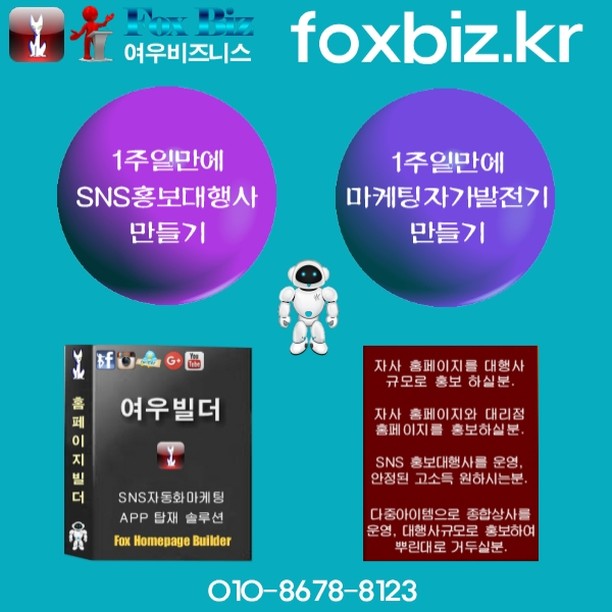 Fox Biz
여우비즈니스
foxbiz.kr
1주일만에
SNS홍보대행사
만들기
1주일만에
마케팅자가발전기
만들기
홈페이지빌더
f
G+
You
Tube
여우빌더
SNS자동화마케팅
APP 탑재 솔루션
Fox Homepage Builder
자사 홈페이지를 대행사
규모로 홍보 하실분.
자사 홈페이지와 대리점
홈페이지를 홍보하실분.
SNS 홍보대행사를 운영,
안정된 고소득 원하시는분.
다중아이템으로 종합상사를
운영, 대행사규모로 홍보하여
뿌린대로 거두실분.
010-8678-8123